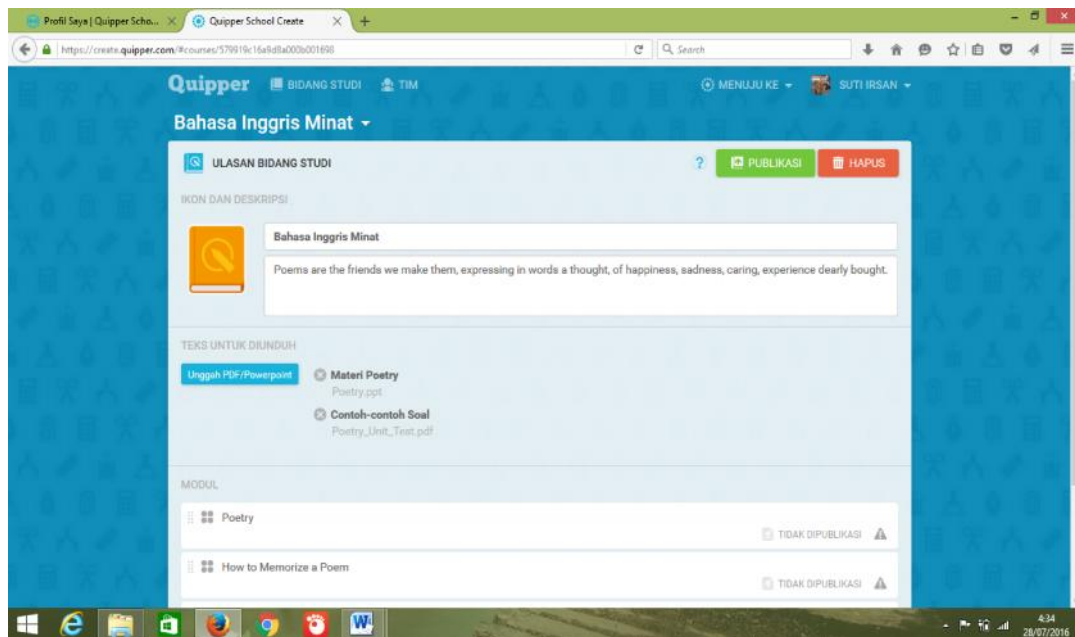 Profil Saya | Quipper Scho...
Quipper School Create
https://create.quipper.com/#courses/579919c16a9d8a000b001698
Search
Quipper BIDANG STUDI TIM MENUJU KE SUTI IRSAN
Bahasa Inggris Minat
ULASAN BIDANG STUDI ? PUBLIKASI HAPUS
IKON DAN DESKRIPSI
Bahasa Inggris Minat
Poems are the friends we make them, expressing in words a thought, of happiness, sadness, caring, experience dearly bought.
TEKS UNTUK DIUNDUH
Unggah PDF/Powerpoint Materi Poetry
Poetry.ppt
Contoh-contoh Soal
Poetry_Unit_Test.pdf
MODUL
Poetry
TIDAK DIPUBLIKASI
How to Memorize a Poem
TIDAK DIPUBLIKASI
4:34
28/07/2016